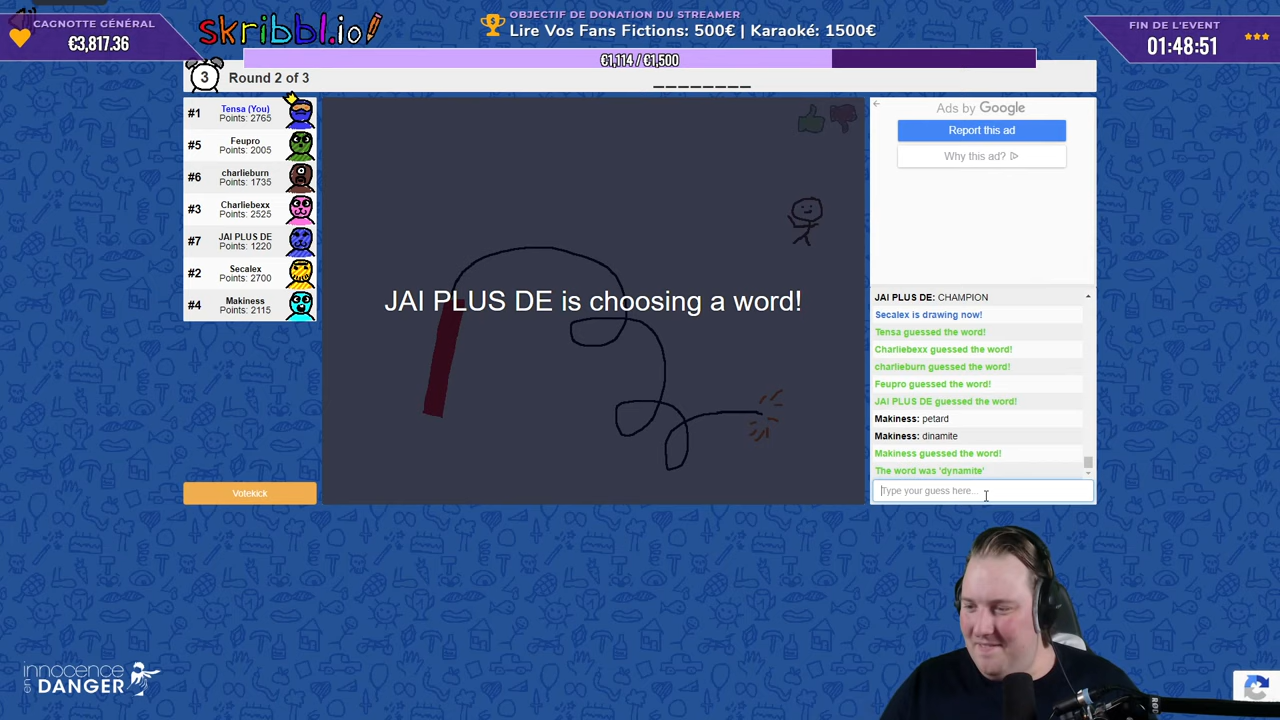 CAGNOTTE GÉNÉRAL
€3,817.36
skribbl.io
OBJECTIF DE DONATION DU STREAMER
Lire Vos Fans Fictions: 500€ | Karaoké: 1500€
€1,114 / €1,500
FIN DE L'EVENT
01:48:51
3
Round 2 of 3
________
#1
Tensa (You)
Points: 2765
#5
Feupro
Points: 2005
#6
charlieburn
Points: 1735
#3
Charliebexx
Points: 2525
#7
JAI PLUS DE
Points: 1220
#2
Secalex
Points: 2700
#4
Makiness
Points: 2115
Votekick
JAI PLUS DE is choosing a word!
Ads by Google
Report this ad
Why this ad?
JAI PLUS DE: CHAMPION
Secalex is drawing now!
Tensa guessed the word!
Charliebexx guessed the word!
charlieburn guessed the word!
Feupro guessed the word!
JAI PLUS DE guessed the word!
Makiness: petard
Makiness: dinamite
Makiness guessed the word!
The word was 'dynamite'
Type your guess here...
innocence
en DANGER